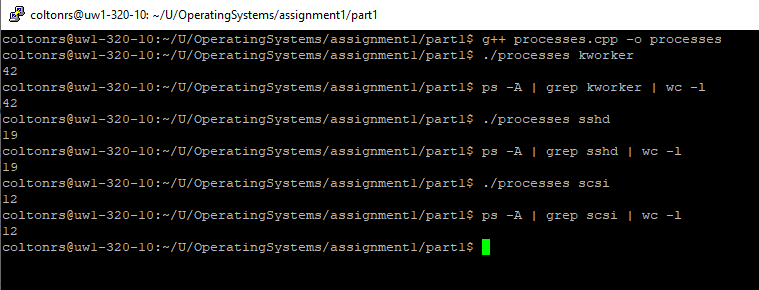 coltonrs@uw1-320-10: ~/U/OperatingSystems/assignment1/part1
coltonrs@uw1-320-10:~/U/OperatingSystems/assignment1/part1$ g++ processes.cpp -o processes
coltonrs@uw1-320-10:~/U/OperatingSystems/assignment1/part1$ ./processes kworker
42
coltonrs@uw1-320-10:~/U/OperatingSystems/assignment1/part1$ ps -A | grep kworker | wc -l
42
coltonrs@uw1-320-10:~/U/OperatingSystems/assignment1/part1$ ./processes sshd
19
coltonrs@uw1-320-10:~/U/OperatingSystems/assignment1/part1$ ps -A | grep sshd | wc -l
19
coltonrs@uw1-320-10:~/U/OperatingSystems/assignment1/part1$ ./processes scsi
12
coltonrs@uw1-320-10:~/U/OperatingSystems/assignment1/part1$ ps -A | grep scsi | wc -l
12
coltonrs@uw1-320-10:~/U/OperatingSystems/assignment1/part1$